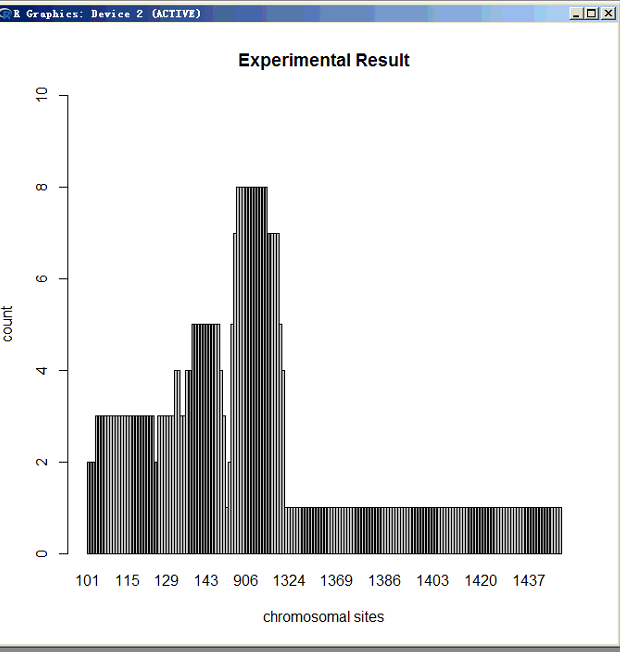 R Graphics: Device 2 (ACTIVE)
Experimental Result
10
8
6
4
2
0
count
101 115 129 143 906 1324 1369 1386 1403 1420 1437
chromosomal sites